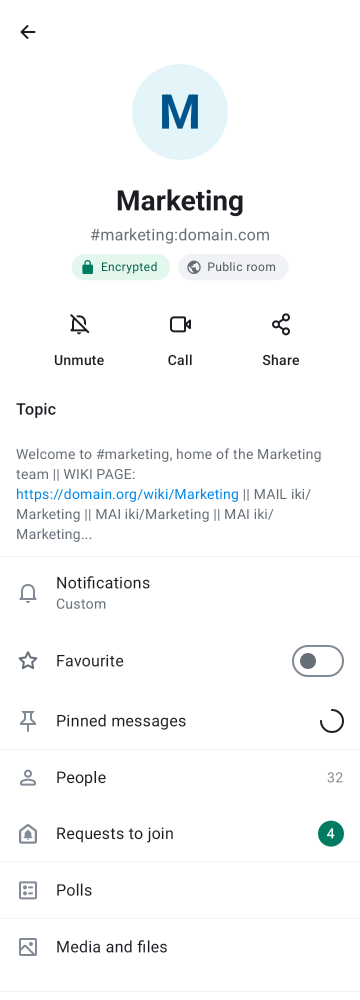 M
Marketing
#marketing:domain.com
Encrypted
Public room
Unmute
Call
Share
Topic
Welcome to #marketing, home of the Marketing
team || WIKI PAGE:
https://domain.org/wiki/Marketing || MAIL iki/
Marketing || MAI iki/Marketing || MAI iki/
Marketing...
Notifications
Custom
Favourite
Pinned messages
People
32
Requests to join
4
Polls
Media and files